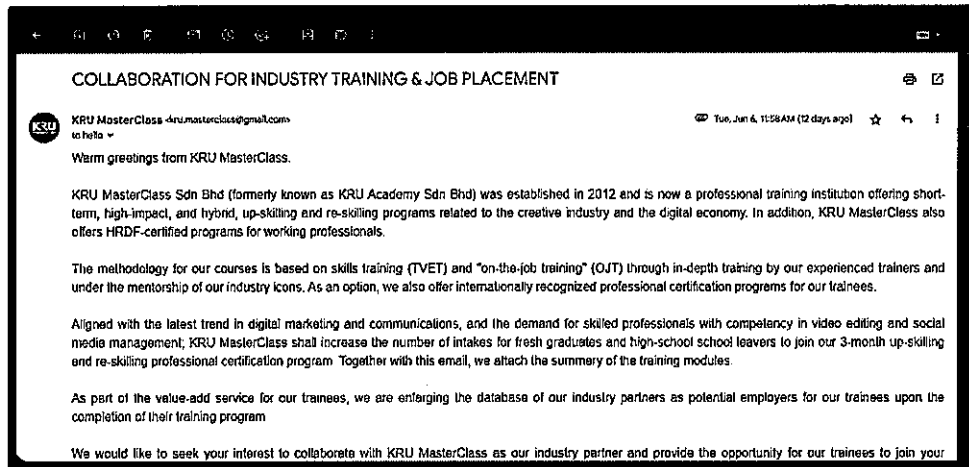 COLLABORATION FOR INDUSTRY TRAINING & JOB PLACEMENT
KRU
KRU MasterClass <kru.masterclass@gmail.com>
Tue, Jun 6, 11:58 AM (12 days ago)
to hello
Warm greetings from KRU MasterClass.
KRU MasterClass Sdn Bhd (formerly known as KRU Academy Sdn Bhd) was established in 2012 and is now a professional training institution offering short-
term, high-impact, and hybrid, up-skilling and re-skilling programs related to the creative industry and the digital economy. In addition, KRU MasterClass also
offers HRDF-certified programs for working professionals.
The methodology for our courses is based on skills training (TVET) and "on-the-job training" (OJT) through in-depth training by our experienced trainers and
under the mentorship of our industry icons. As an option, we also offer internationally recognized professional certification programs for our trainees.
Aligned with the latest trend in digital marketing and communications, and the demand for skilled professionals with competency in video editing and social
media management; KRU MasterClass shall increase the number of intakes for fresh graduates and high-school school leavers to join our 3-month up-skilling
and re-skilling professional certification program Together with this email, we attach the summary of the training modules.
As part of the value-add service for our trainees, we are enlarging the database of our industry partners as potential employers for our trainees upon the
completion of their training program
We would like to seek your interest to collaborate with KRU MasterClass as our industry partner and provide the opportunity for our trainees to join your